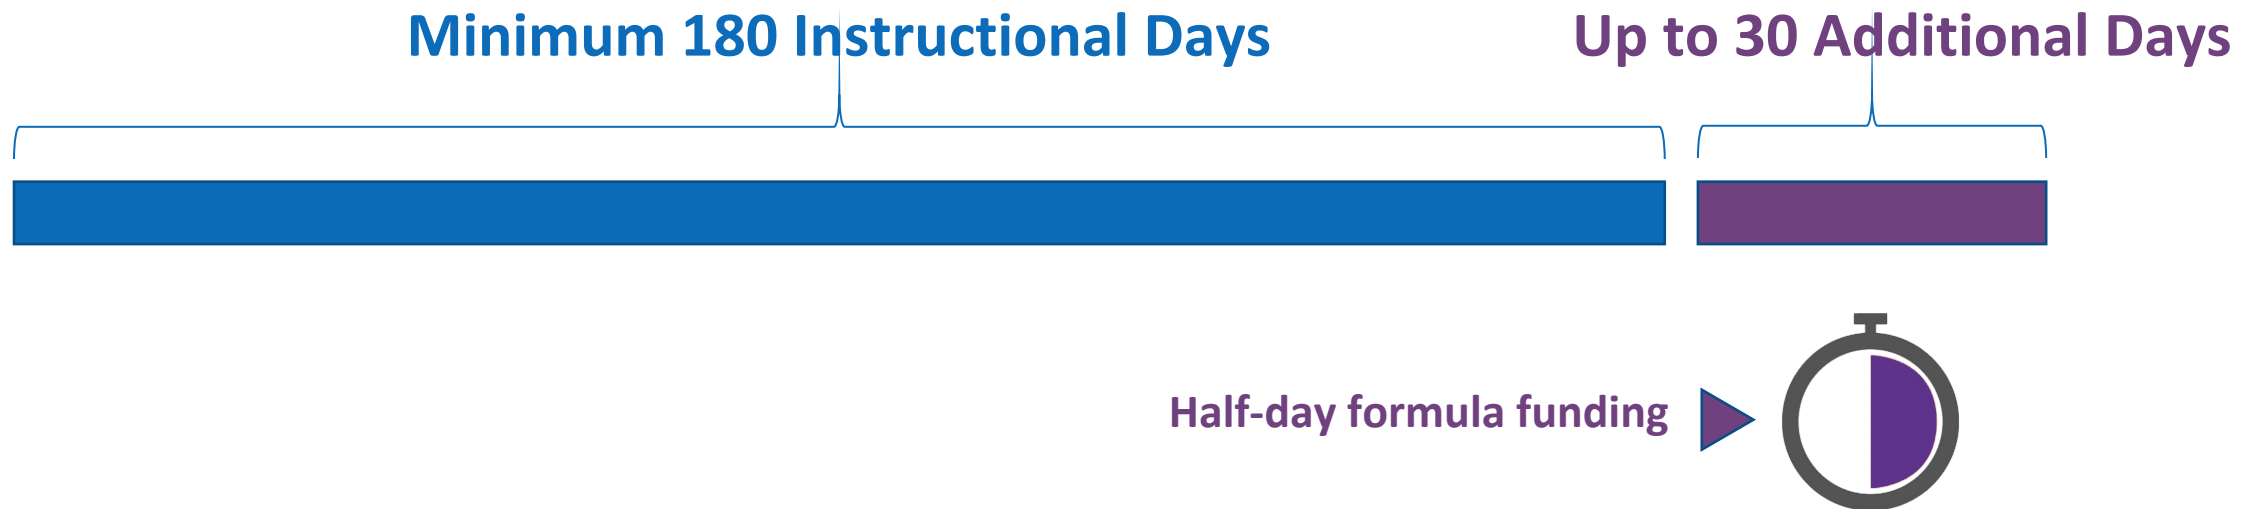 Minimum 180 Instructional Days
Up to 30 Additional Days
Half-day formula funding